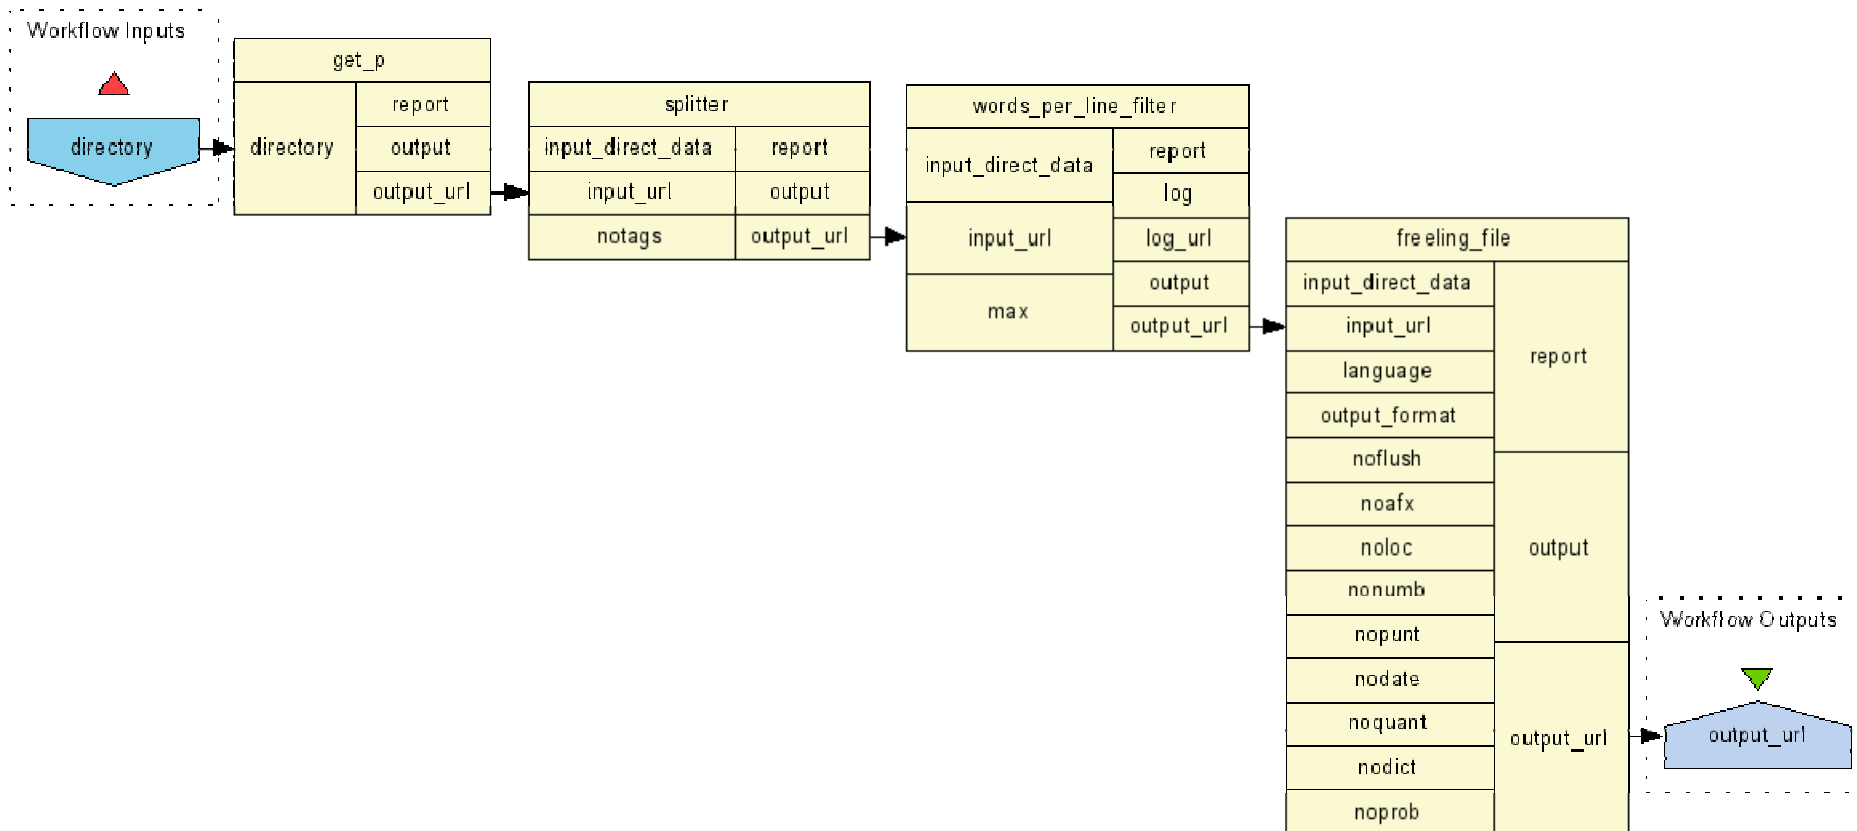 Workflow Inputs
directory
get_p
directory
report
output
output_url
splitter
input_direct_data
input_url
notags
report
output
output_url
words_per_line_filter
input_direct_data
input_url
max
report
log
log_url
output
output_url
freeling_file
input_direct_data
input_url
language
output_format
noflush
noafx
noloc
nonumb
nopunt
nodate
noquant
nodict
noprob
report
output
output_url
Workflow Outputs
output_url